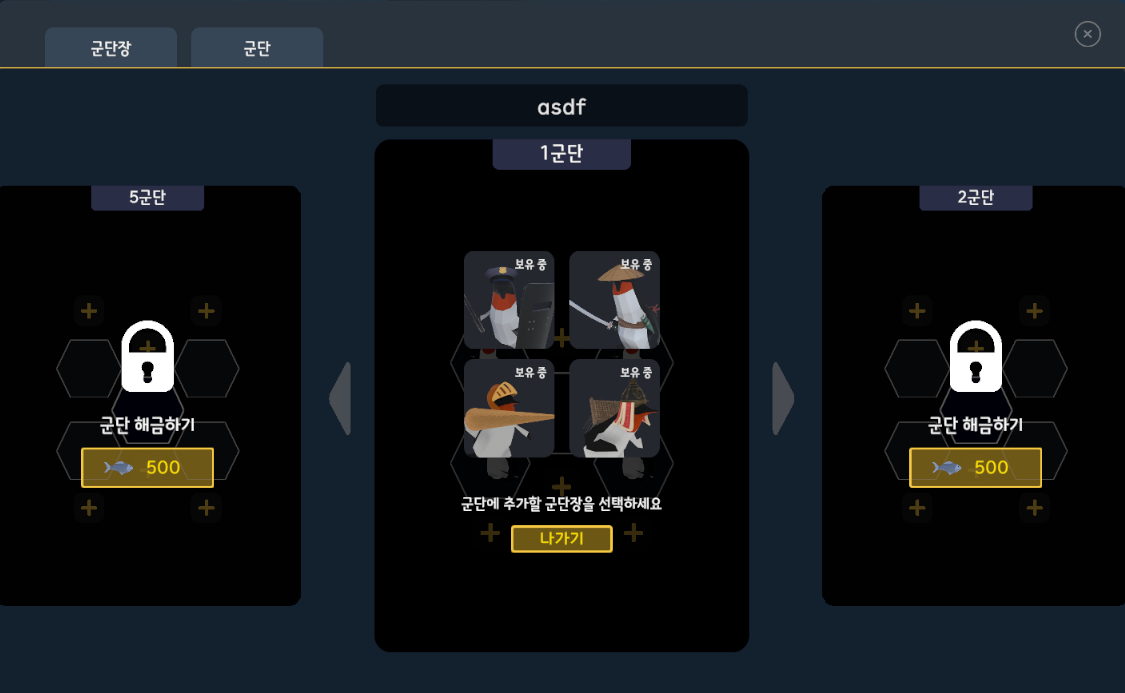 군단장
군단
asdf
1군단
5군단
2군단
보유 중
보유 중
보유 중
보유 중
군단 해금하기
500
군단 해금하기
500
군단에 추가할 군단장을 선택하세요
나가기